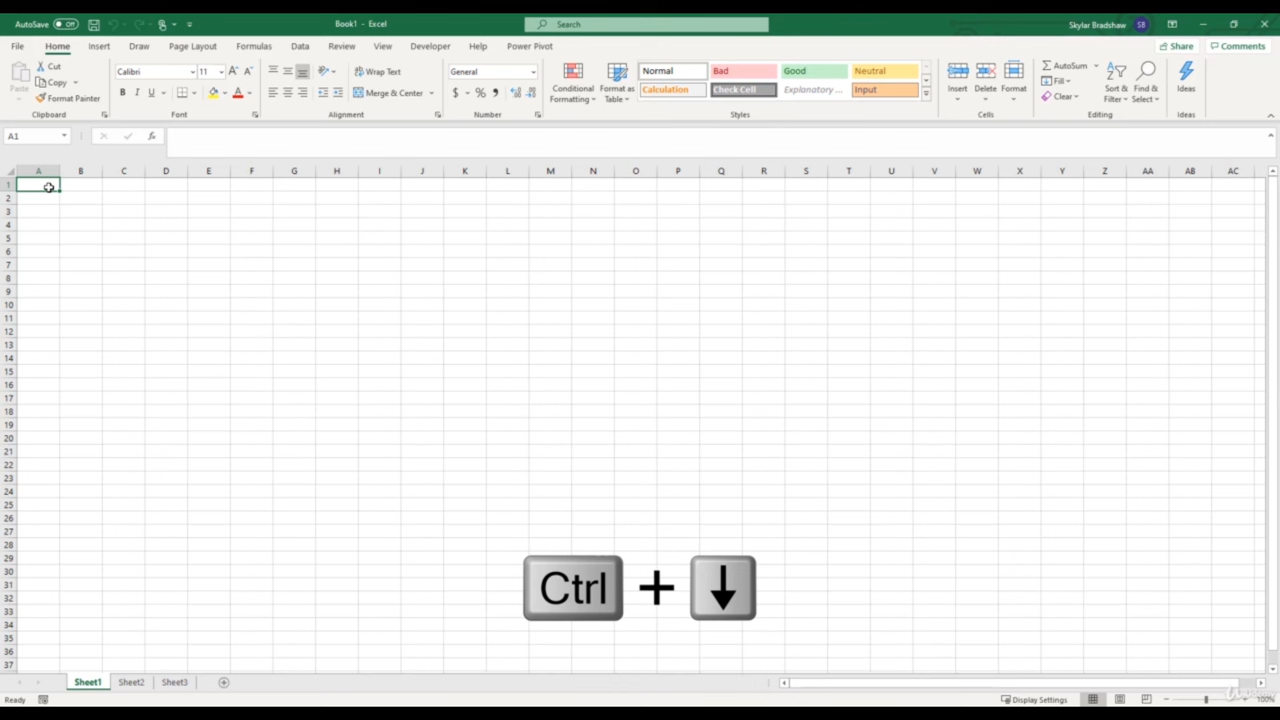 AutoSave Off Book1 - Excel Search Skylar Bradshaw SB
File Home Insert Draw Page Layout Formulas Data Review View Developer Help Power Pivot Share Comments
Paste
Cut
Copy
Format Painter
Clipboard
Calibri 11
B I U
Font
Wrap Text
Merge & Center
Alignment
General
$ % ,
Number
Conditional Formatting
Format as Table
Normal Bad Good Neutral
Calculation Check Cell Explanatory ... Input
Styles
Insert Delete Format
Cells
AutoSum
Fill
Clear
Sort & Filter
Find & Select
Editing
Ideas
Ideas
A1 fx
A B C D E F G H I J K L M N O P Q R S T U V W X Y Z AA AB AC
1
2
3
4
5
6
7
8
9
10
11
12
13
14
15
16
17
18
19
20
21
22
23
24
25
26
27
28
29
30
31
32
33
34
35
36
37
Ctrl + ↓
Sheet1 Sheet2 Sheet3
Ready Display Settings 100%